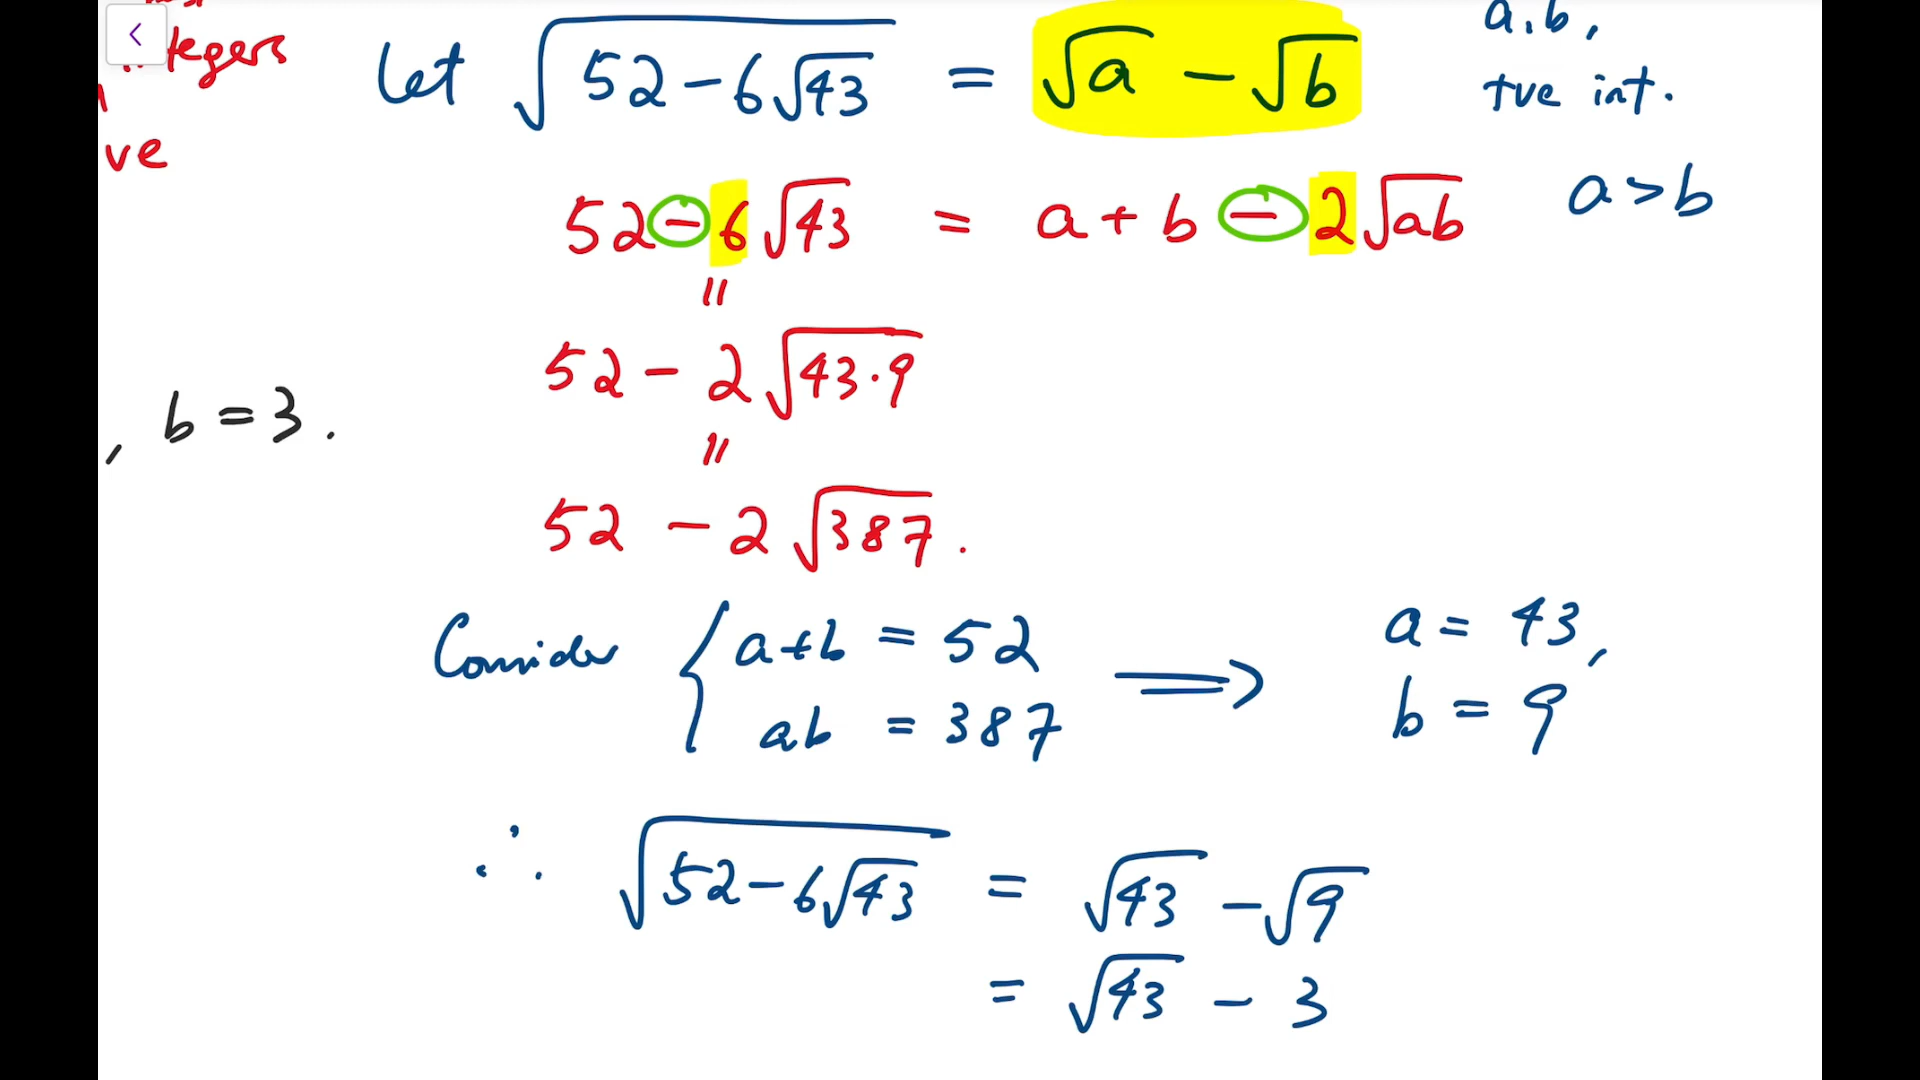 tegers
ve
let √(52 - 6√43) = √a - √b
a, b,
+ve int.
a > b
52 - 6√43 = a + b - 2√ab
=
52 - 2√(43·9)
=
52 - 2√387 .
, b = 3 .
Consider { a+b = 52
ab = 387
⟹ a = 43,
b = 9
∴ √(52 - 6√43) = √43 - √9
= √43 - 3